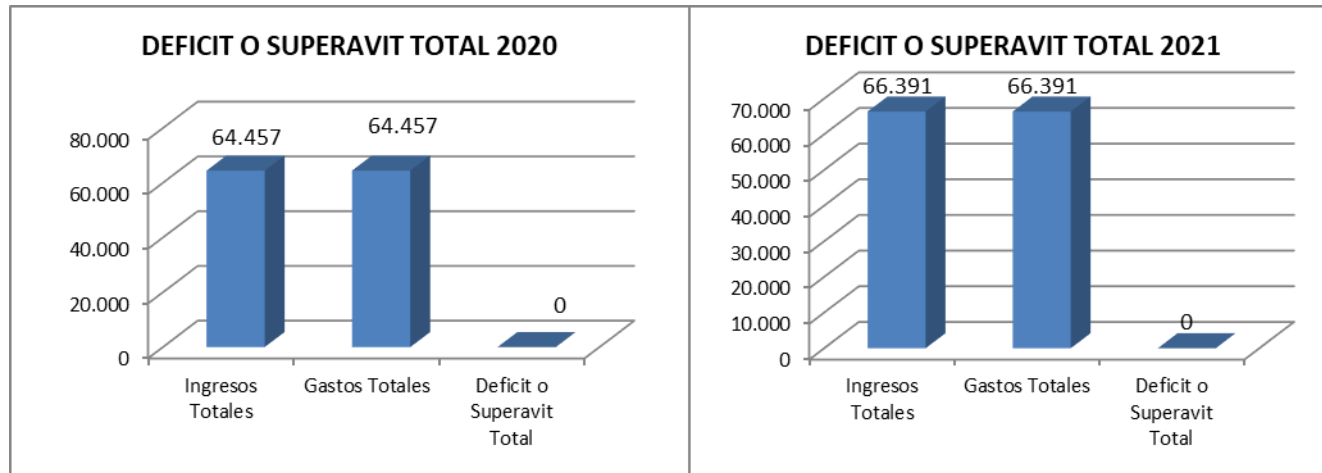 DEFICIT O SUPERAVIT TOTAL 2020
64.457
64.457
0
80.000
60.000
40.000
20.000
0
Ingresos
Totales
Gastos Totales
Deficit o
Superavit
Total
DEFICIT O SUPERAVIT TOTAL 2021
66.391
66.391
0
70.000
60.000
50.000
40.000
30.000
20.000
10.000
0
Ingresos
Totales
Gastos Totales
Deficit o
Superavit
Total